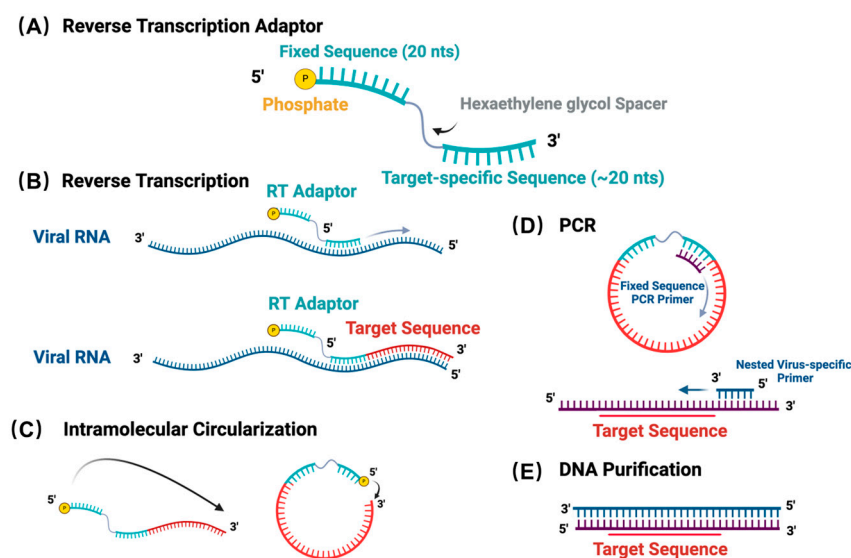 (A) Reverse Transcription Adaptor
Fixed Sequence (20 nts)
5'
P
Phosphate
Hexaethylene glycol Spacer
3'
Target-specific Sequence (~20 nts)
(B) Reverse Transcription
RT Adaptor
P
5'
Viral RNA
3'
5'
RT Adaptor
P
Target Sequence
5'
Viral RNA
3'
3'
5'
(C) Intramolecular Circularization
5'
P
3'
5'
P
3'
(D) PCR
Fixed Sequence
PCR Primer
Nested Virus-specific
Primer
3'
5'
5'
3'
Target Sequence
(E) DNA Purification
3'
5'
5'
3'
Target Sequence